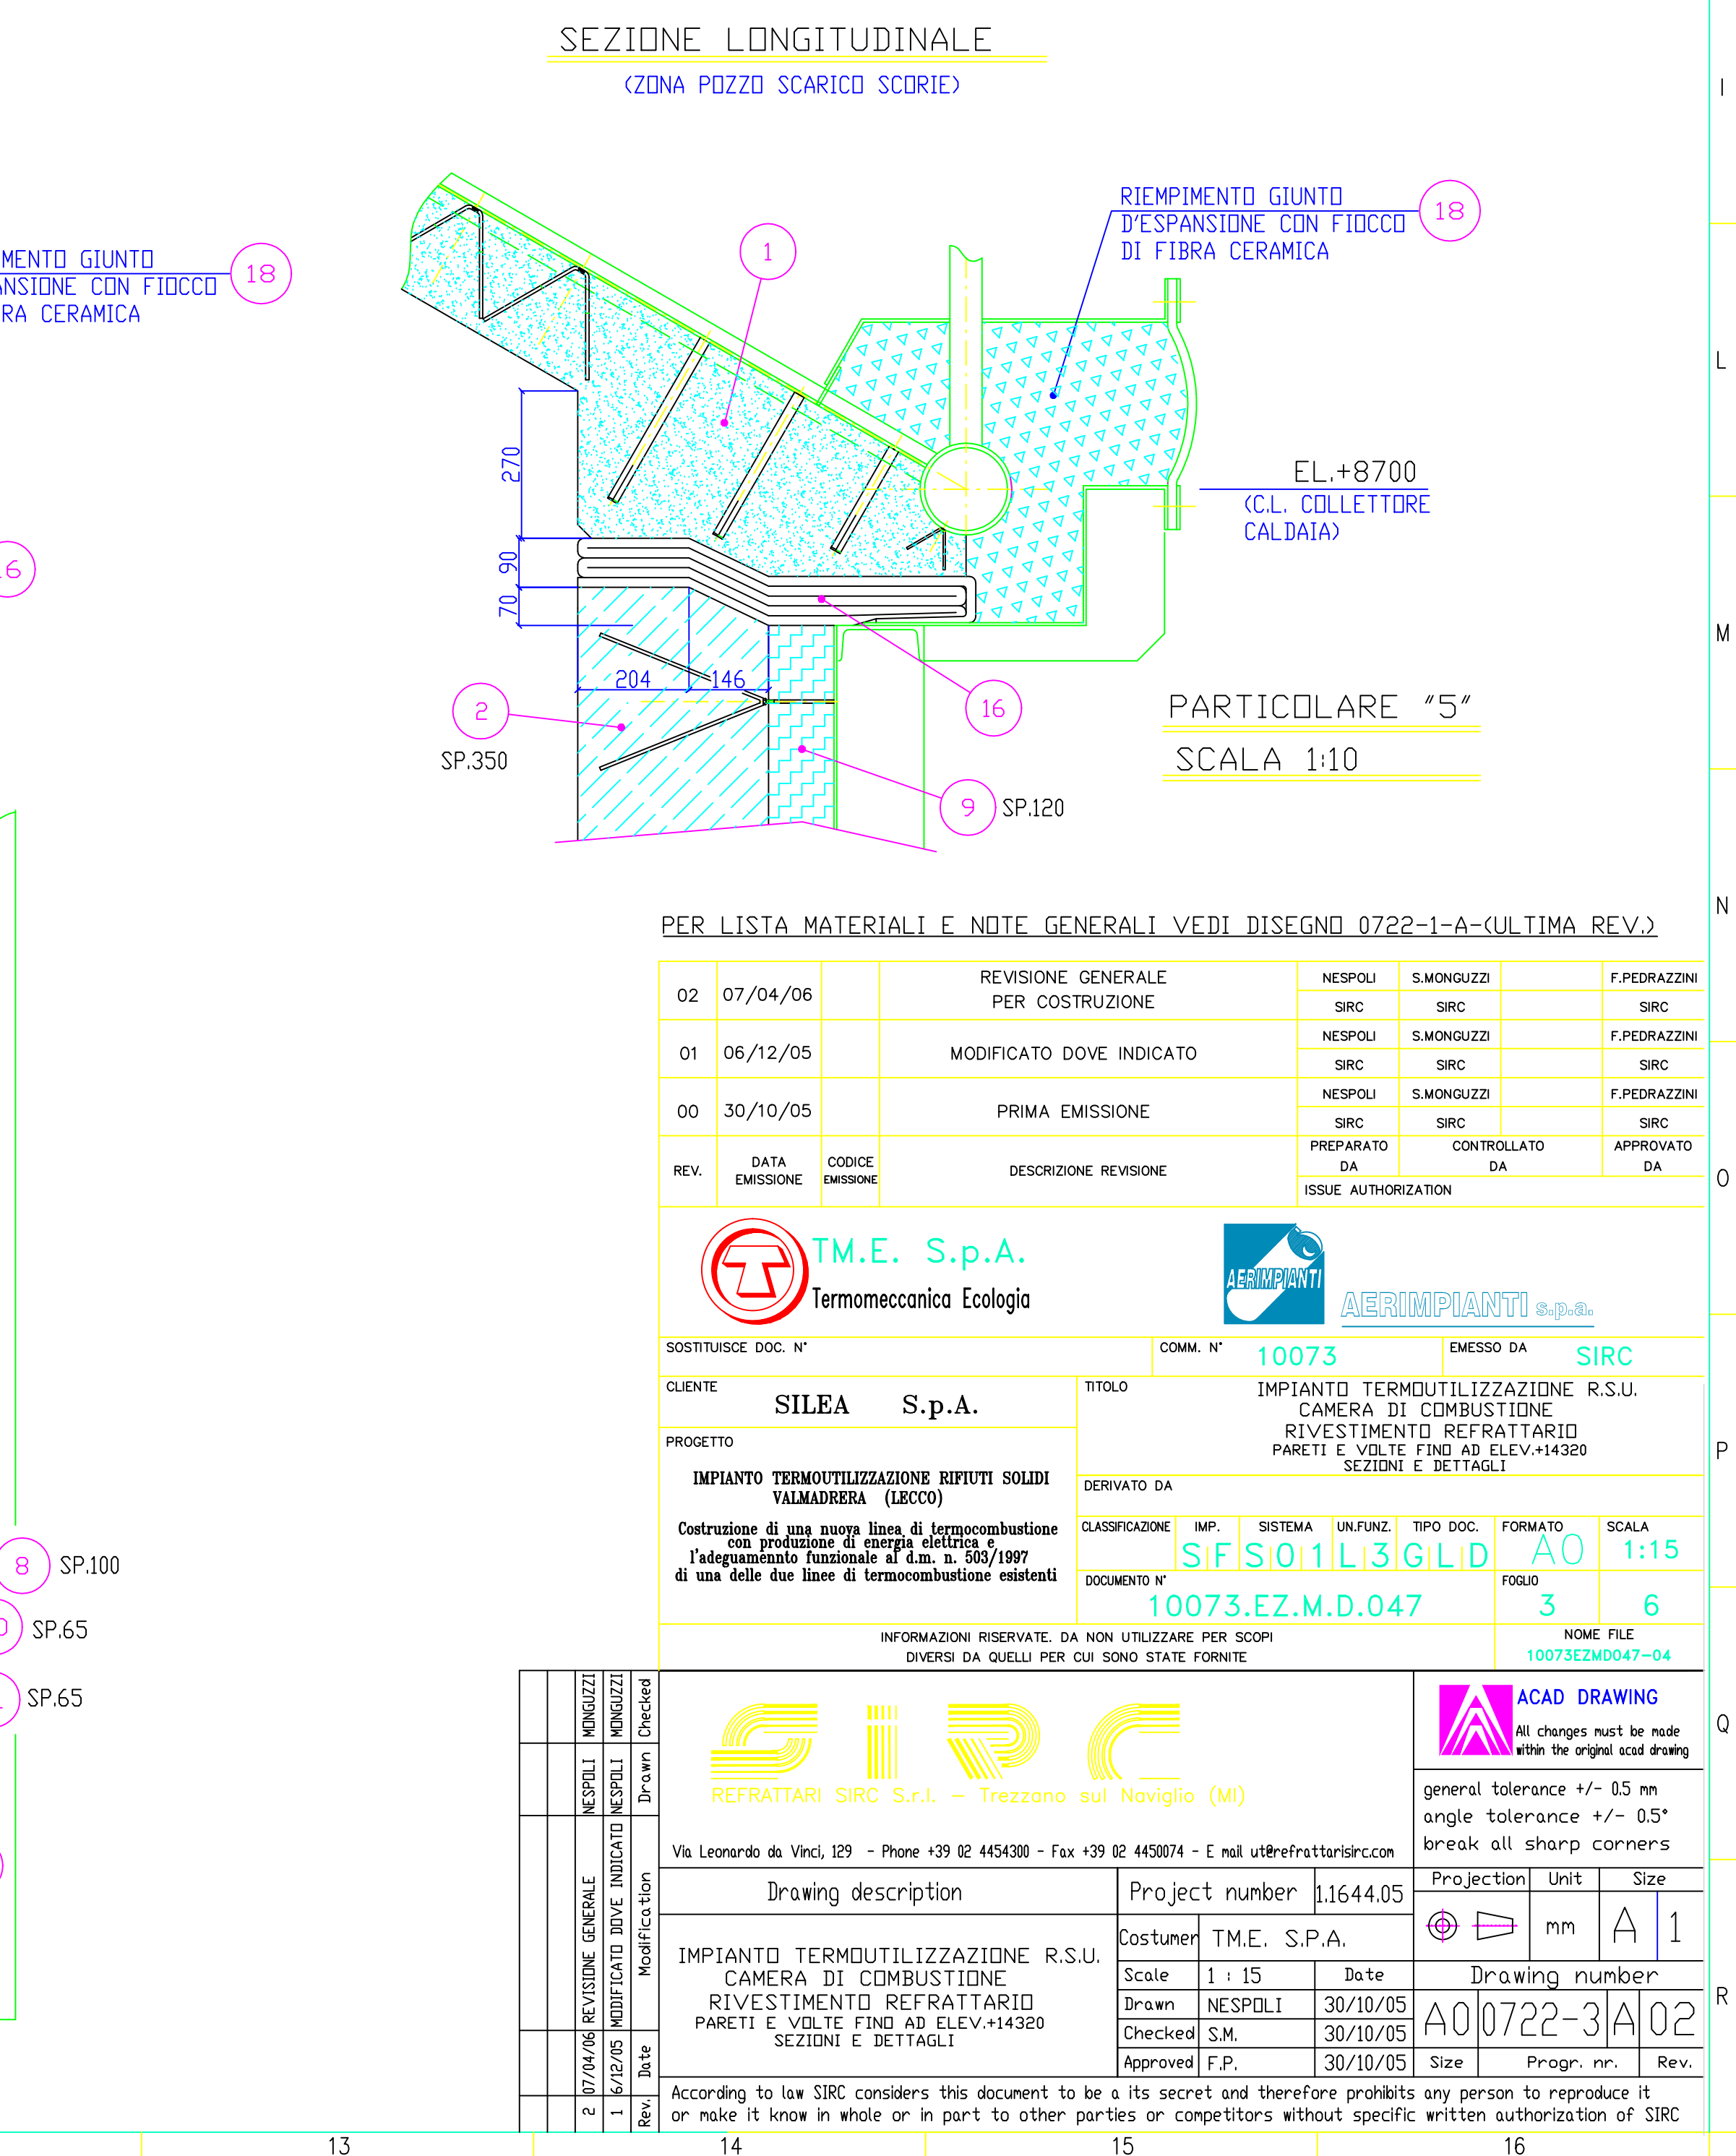 SEZIONE LONGITUDINALE
(ZONA POZZO SCARICO SCORIE)
I
L
M
N
O
P
Q
R
MENTO GIUNTO
ANSIONE CON FIOCCO
RA CERAMICA
18
1
RIEMPIMENTO GIUNTO
D'ESPANSIONE CON FIOCCO
DI FIBRA CERAMICA
18
270
90
70
204
146
EL.+8700
(C.L. COLLETTORE
CALDAIA)
16
2
SP.350
16
9
SP.120
PARTICOLARE "5"
SCALA 1:10
8
SP.100
SP.65
SP.65
PER LISTA MATERIALI E NOTE GENERALI VEDI DISEGNO 0722-1-A-(ULTIMA REV.)
02 07/04/06 REVISIONE GENERALE PER COSTRUZIONE NESPOLI S.MONGUZZI F.PEDRAZZINI
SIRC SIRC SIRC
01 06/12/05 MODIFICATO DOVE INDICATO NESPOLI S.MONGUZZI F.PEDRAZZINI
SIRC SIRC SIRC
00 30/10/05 PRIMA EMISSIONE NESPOLI S.MONGUZZI F.PEDRAZZINI
SIRC SIRC SIRC
REV. DATA EMISSIONE CODICE EMISSIONE DESCRIZIONE REVISIONE PREPARATO DA CONTROLLATO DA APPROVATO DA
ISSUE AUTHORIZATION
TM.E. S.p.A.
Termomeccanica Ecologia
AERIMPIANTI
AERIMPIANTI s.p.a.
SOSTITUISCE DOC. N°
COMM. N° 10073
EMESSO DA SIRC
CLIENTE
SILEA S.p.A.
TITOLO
IMPIANTO TERMOUTILIZZAZIONE R.S.U.
CAMERA DI COMBUSTIONE
RIVESTIMENTO REFRATTARIO
PARETI E VOLTE FINO AD ELEV.+14320
SEZIONI E DETTAGLI
PROGETTO
IMPIANTO TERMOUTILIZZAZIONE RIFIUTI SOLIDI
VALMADRERA (LECCO)
Costruzione di una nuova linea di termocombustione
con produzione di energia elettrica e
l'adeguamennto funzionale al d.m. n. 503/1997
di una delle due linee di termocombustione esistenti
DERIVATO DA
CLASSIFICAZIONE IMP. SISTEMA UN.FUNZ. TIPO DOC. FORMATO SCALA
S F S 0 1 L 3 G L D A0 1:15
DOCUMENTO N° FOGLIO
10073.EZ.M.D.047 3 6
INFORMAZIONI RISERVATE. DA NON UTILIZZARE PER SCOPI
DIVERSI DA QUELLI PER CUI SONO STATE FORNITE
NOME FILE
10073EZMD047-04
SIRC
REFRATTARI SIRC S.r.l. - Trezzano sul Naviglio (MI)
Via Leonardo da Vinci, 129 - Phone +39 02 4454300 - Fax +39 02 4450074 - E mail ut@refrattarisirc.com
ACAD DRAWING
All changes must be made
within the original acad drawing
general tolerance +/- 0.5 mm
angle tolerance +/- 0.5°
break all sharp corners
2 07/04/06 REVISIONE GENERALE NESPOLI MONGUZZI
1 6/12/05 MODIFICATO DOVE INDICATO NESPOLI MONGUZZI
Rev. Date Modification Drawn Checked
Drawing description
IMPIANTO TERMOUTILIZZAZIONE R.S.U.
CAMERA DI COMBUSTIONE
RIVESTIMENTO REFRATTARIO
PARETI E VOLTE FINO AD ELEV.+14320
SEZIONI E DETTAGLI
Project number 1.1644.05
Costumer TM.E. S.P.A.
Scale 1 : 15 Date
Drawn NESPOLI 30/10/05
Checked S.M. 30/10/05
Approved F.P. 30/10/05
Projection Unit Size
mm A 1
Drawing number
A0 0722-3 A 02
Size Progr. nr. Rev.
According to law SIRC considers this document to be a its secret and therefore prohibits any person to reproduce it
or make it know in whole or in part to other parties or competitors without specific written authorization of SIRC
13
14
15
16